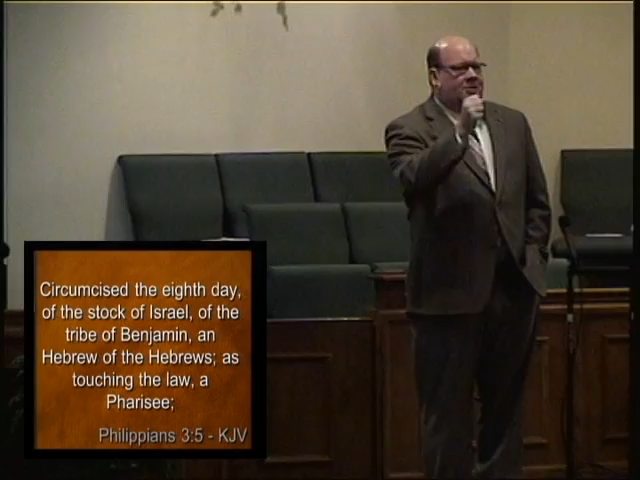 Circumcised the eighth day,
of the stock of Israel, of the
tribe of Benjamin, an
Hebrew of the Hebrews; as
touching the law, a
Pharisee;
Philippians 3:5 - KJV